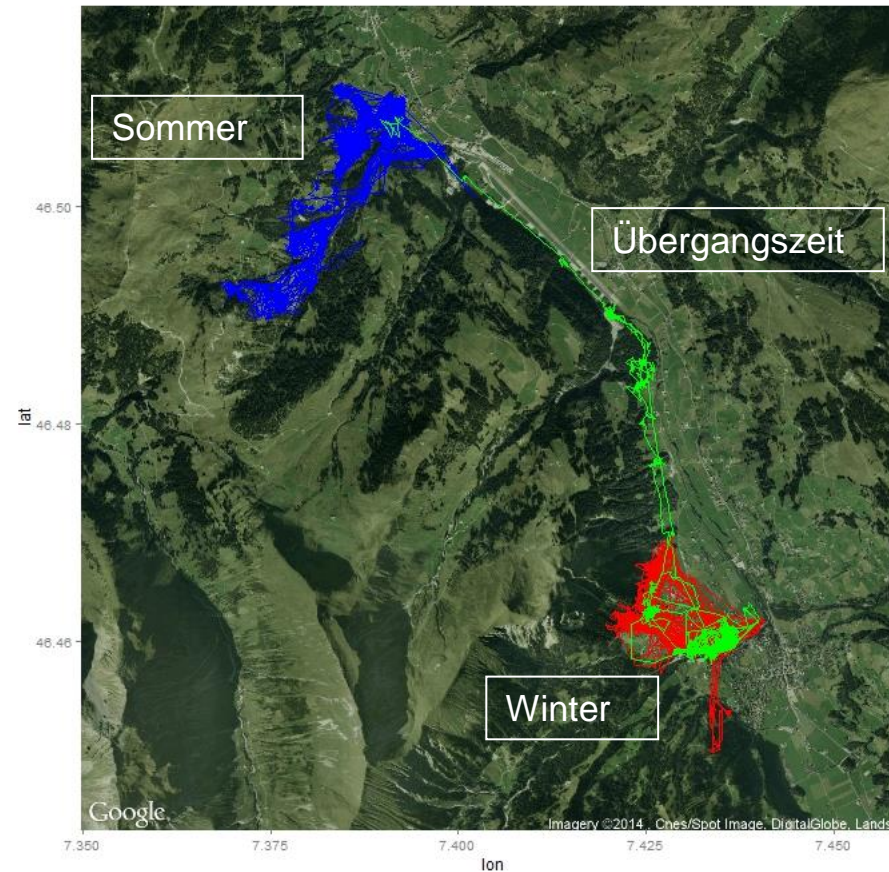 Sommer
46.50
Übergangszeit
lat
46.48
46.46
Winter
Google
Imagery ©2014 , Cnes/Spot Image, DigitalGlobe, Lands
7.350
7.375
7.400
7.425
7.450
lon